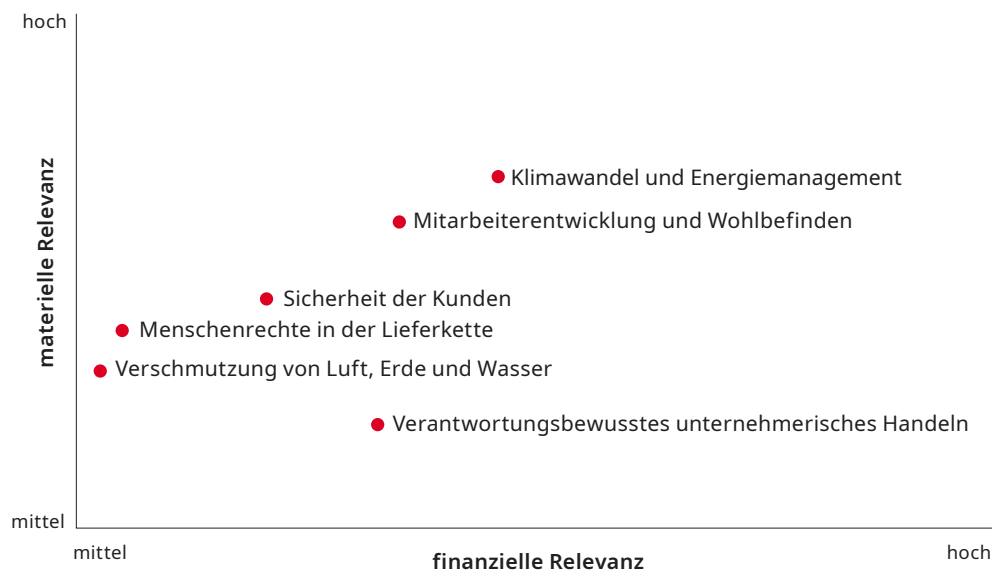 hoch
materielle Relevanz
Klimawandel und Energiemanagement
Mitarbeiterentwicklung und Wohlbefinden
Sicherheit der Kunden
Menschenrechte in der Lieferkette
Verschmutzung von Luft, Erde und Wasser
Verantwortungsbewusstes unternehmerisches Handeln
mittel
mittel
finanzielle Relevanz
hoch